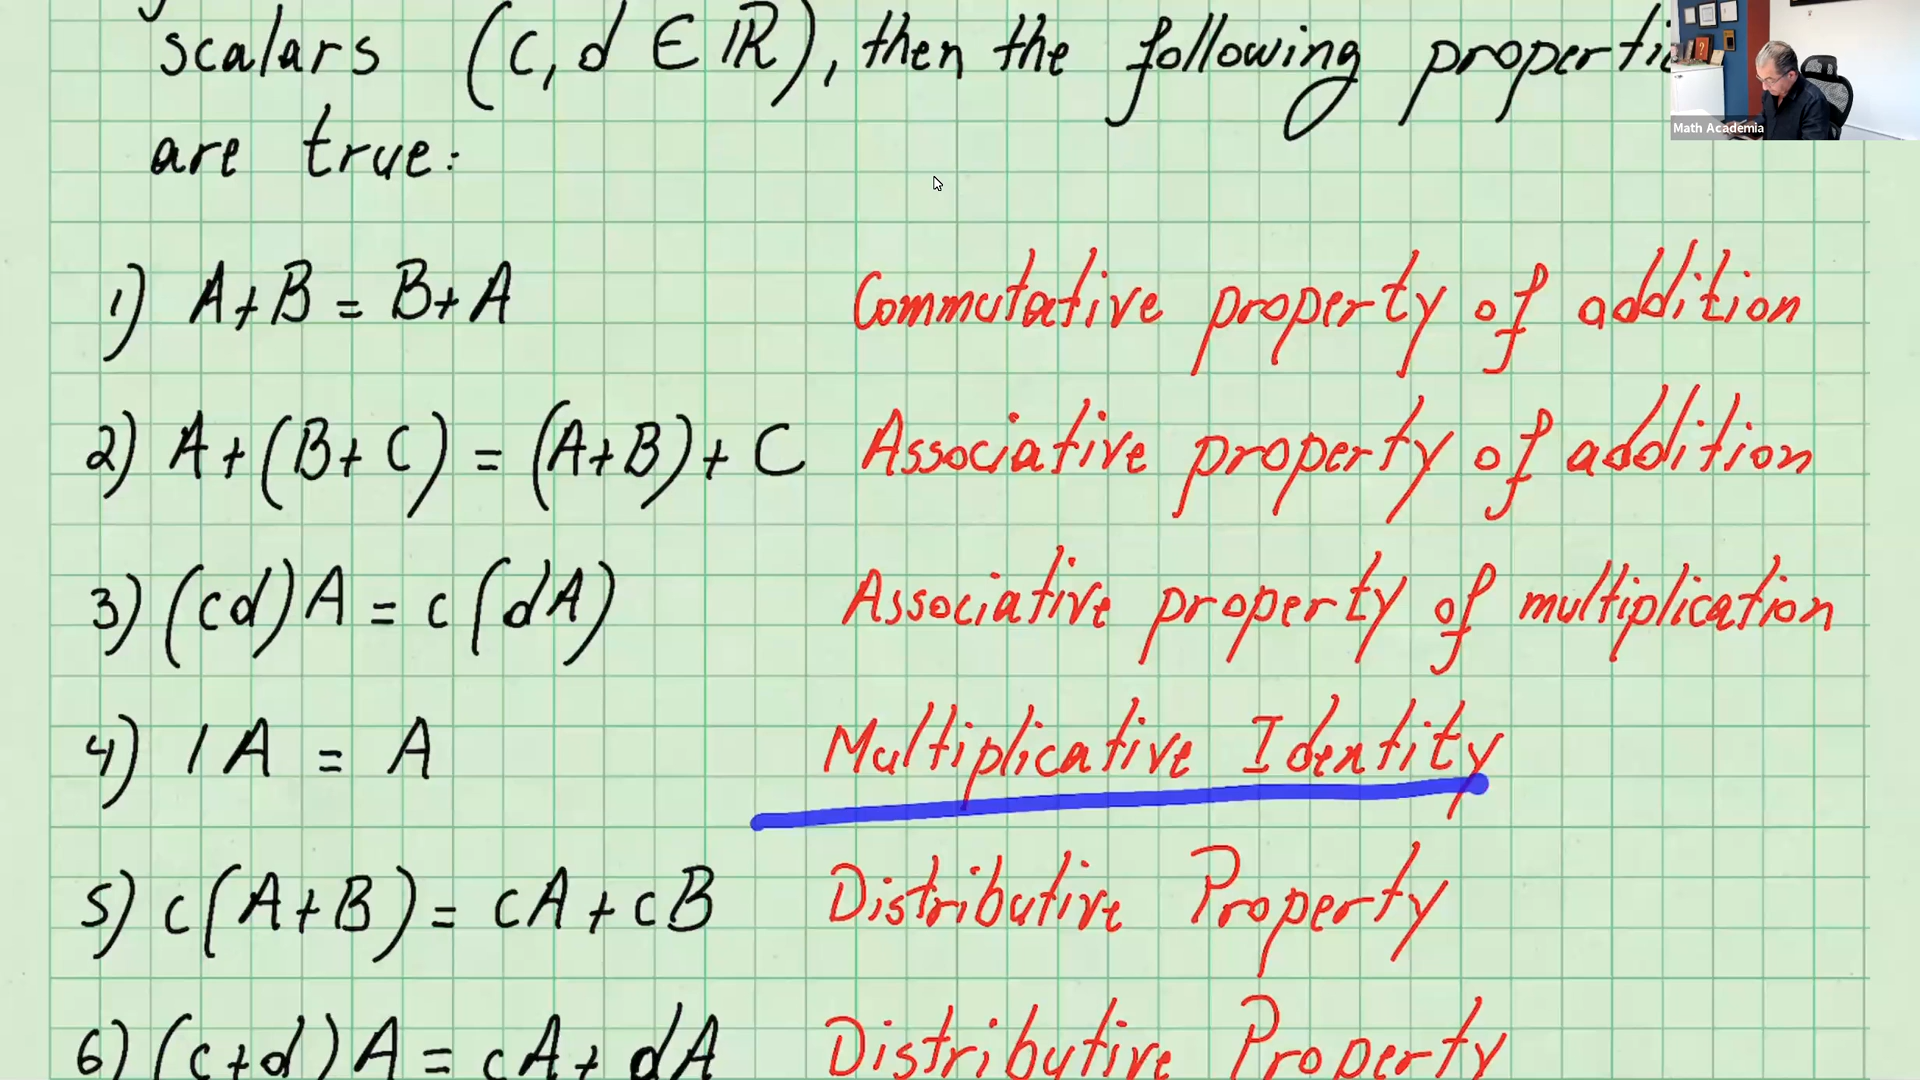 scalars (c, d ∈ ℝ), then the following
are true:
Math Academia
1) A+B = B+A Commutative property of addition
2) A+(B+C) = (A+B)+C Associative property of addition
3) (cd)A = c(dA) Associative property of multiplication
4) 1A = A Multiplicative Identity
5) c(A+B) = cA+cB Distributive Property
6) (c+d)A = cA+dA Distributive Property